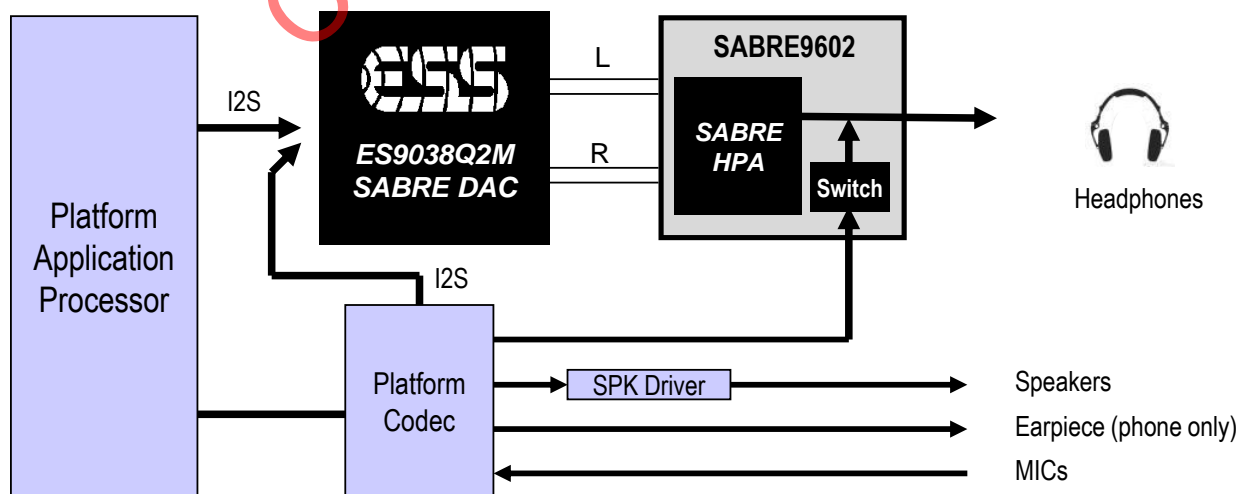 Platform
Application
Processor
I2S
ESS
ES9038Q2M
SABRE DAC
L
R
SABRE9602
SABRE
HPA
Switch
Headphones
I2S
Platform
Codec
SPK Driver
Speakers
Earpiece (phone only)
MICs